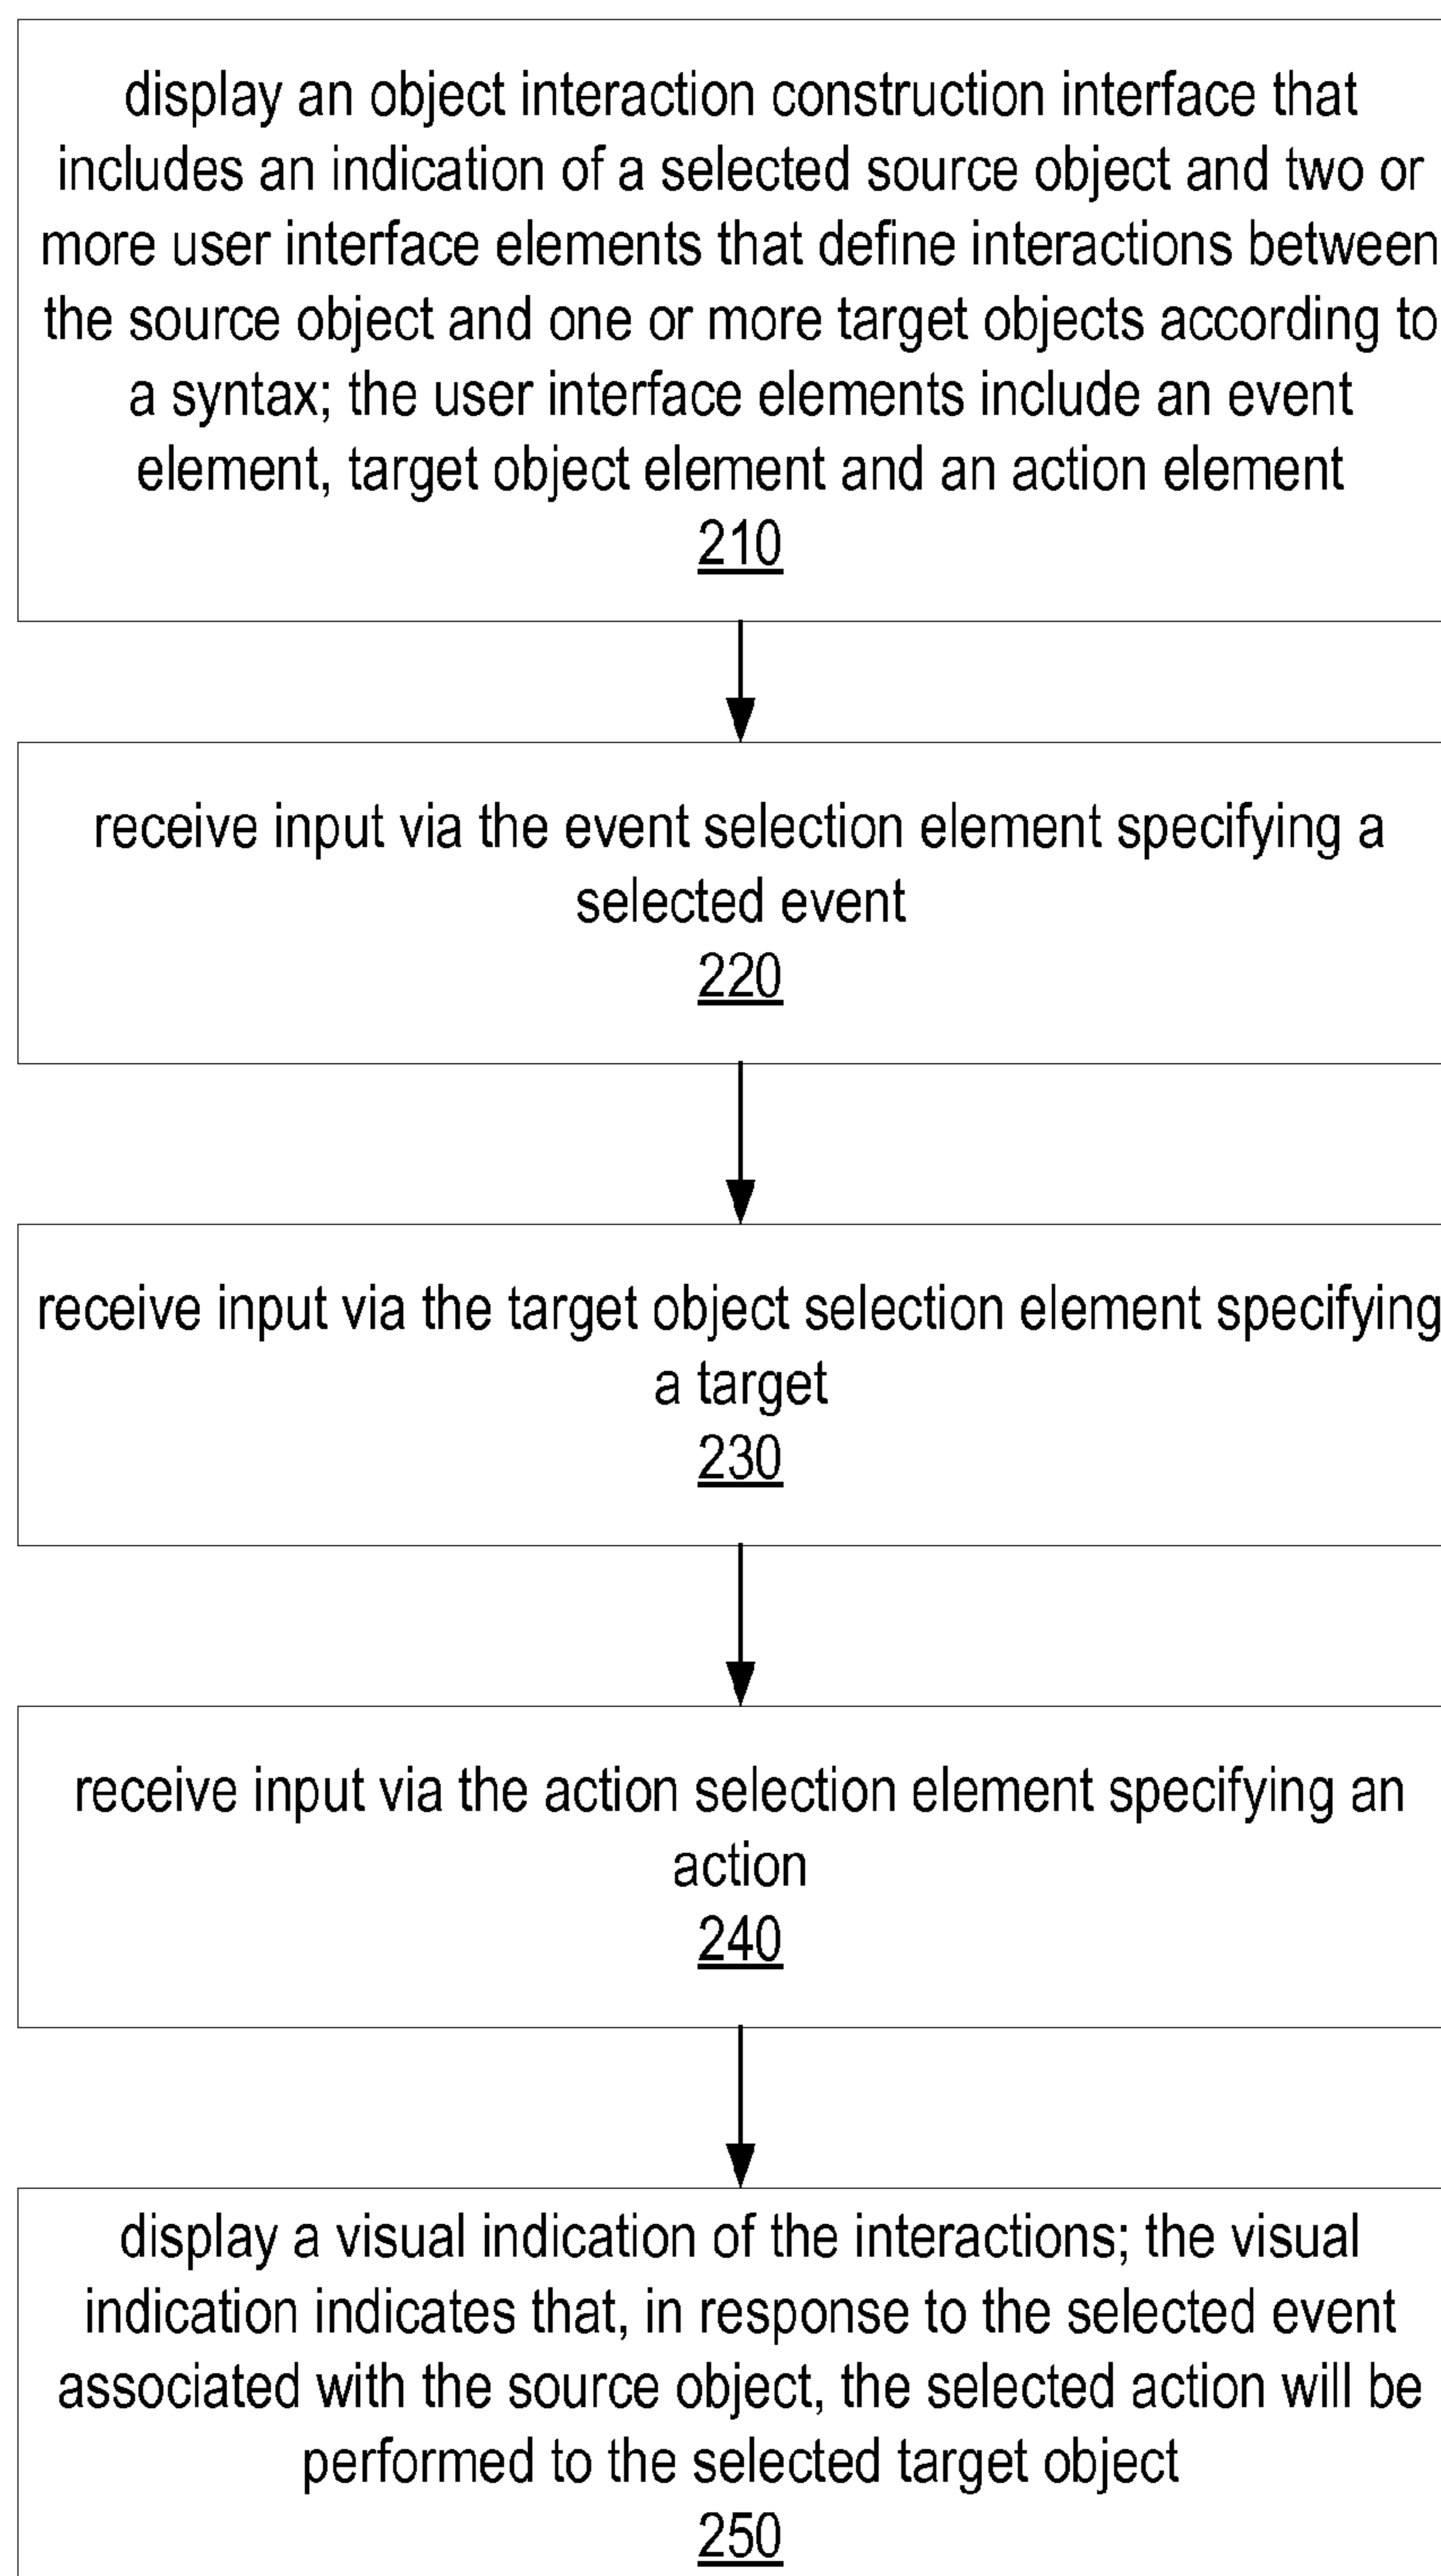 display an object interaction construction interface that
includes an indication of a selected source object and two or
more user interface elements that define interactions between
the source object and one or more target objects according to
a syntax; the user interface elements include an event
element, target object element and an action element
210
receive input via the event selection element specifying a
selected event
220
receive input via the target object selection element specifying
a target
230
receive input via the action selection element specifying an
action
240
display a visual indication of the interactions; the visual
indication indicates that, in response to the selected event
associated with the source object, the selected action will be
performed to the selected target object
250